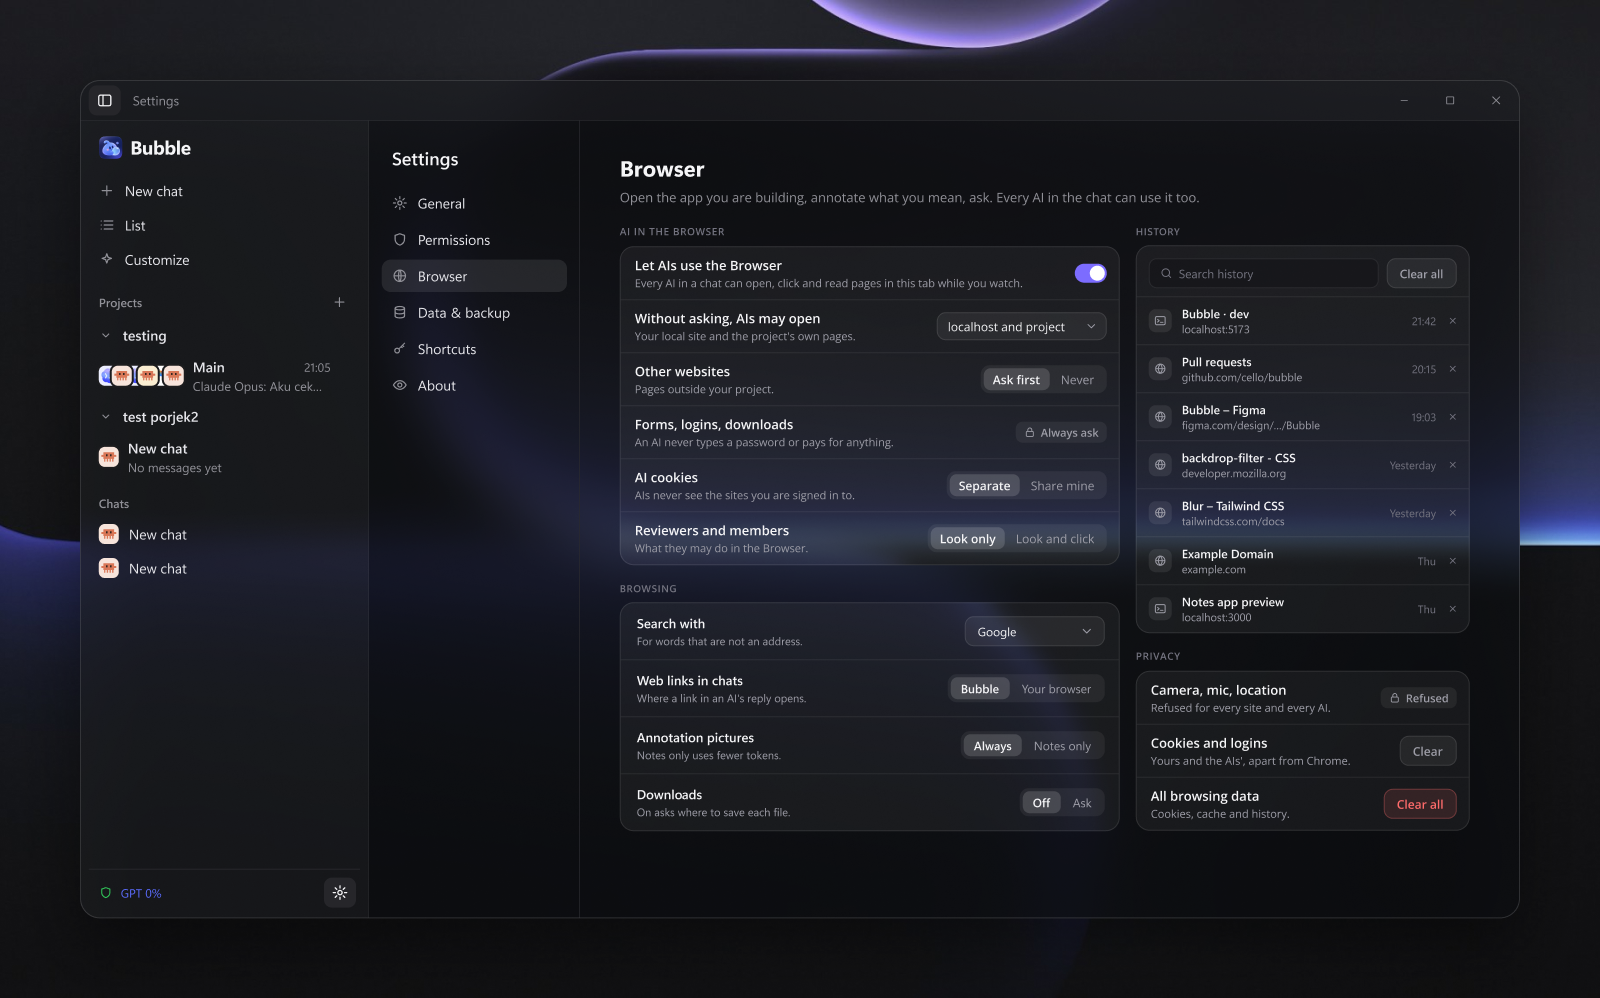 Settings
Bubble
New chat
List
Customize
Projects
testing
Main 21:05
Claude Opus: Aku cek...
test porjek2
New chat
No messages yet
Chats
New chat
New chat
GPT 0%
Settings
General
Permissions
Browser
Data & backup
Shortcuts
About
Browser
Open the app you are building, annotate what you mean, ask. Every AI in the chat can use it too.
AI IN THE BROWSER
Let AIs use the Browser
Every AI in a chat can open, click and read pages in this tab while you watch.
Without asking, AIs may open
Your local site and the project's own pages.
localhost and project
Other websites
Pages outside your project.
Ask first Never
Forms, logins, downloads
An AI never types a password or pays for anything.
Always ask
AI cookies
AIs never see the sites you are signed in to.
Separate Share mine
Reviewers and members
What they may do in the Browser.
Look only Look and click
BROWSING
Search with
For words that are not an address.
Google
Web links in chats
Where a link in an AI's reply opens.
Bubble Your browser
Annotation pictures
Notes only uses fewer tokens.
Always Notes only
Downloads
On asks where to save each file.
Off Ask
HISTORY
Search history Clear all
Bubble · dev
localhost:5173
21:42
Pull requests
github.com/cello/bubble
20:15
Bubble – Figma
figma.com/design/.../Bubble
19:03
backdrop-filter - CSS
developer.mozilla.org
Yesterday
Blur – Tailwind CSS
tailwindcss.com/docs
Yesterday
Example Domain
example.com
Thu
Notes app preview
localhost:3000
Thu
PRIVACY
Camera, mic, location
Refused for every site and every AI.
Refused
Cookies and logins
Yours and the AIs', apart from Chrome.
Clear
All browsing data
Cookies, cache and history.
Clear all